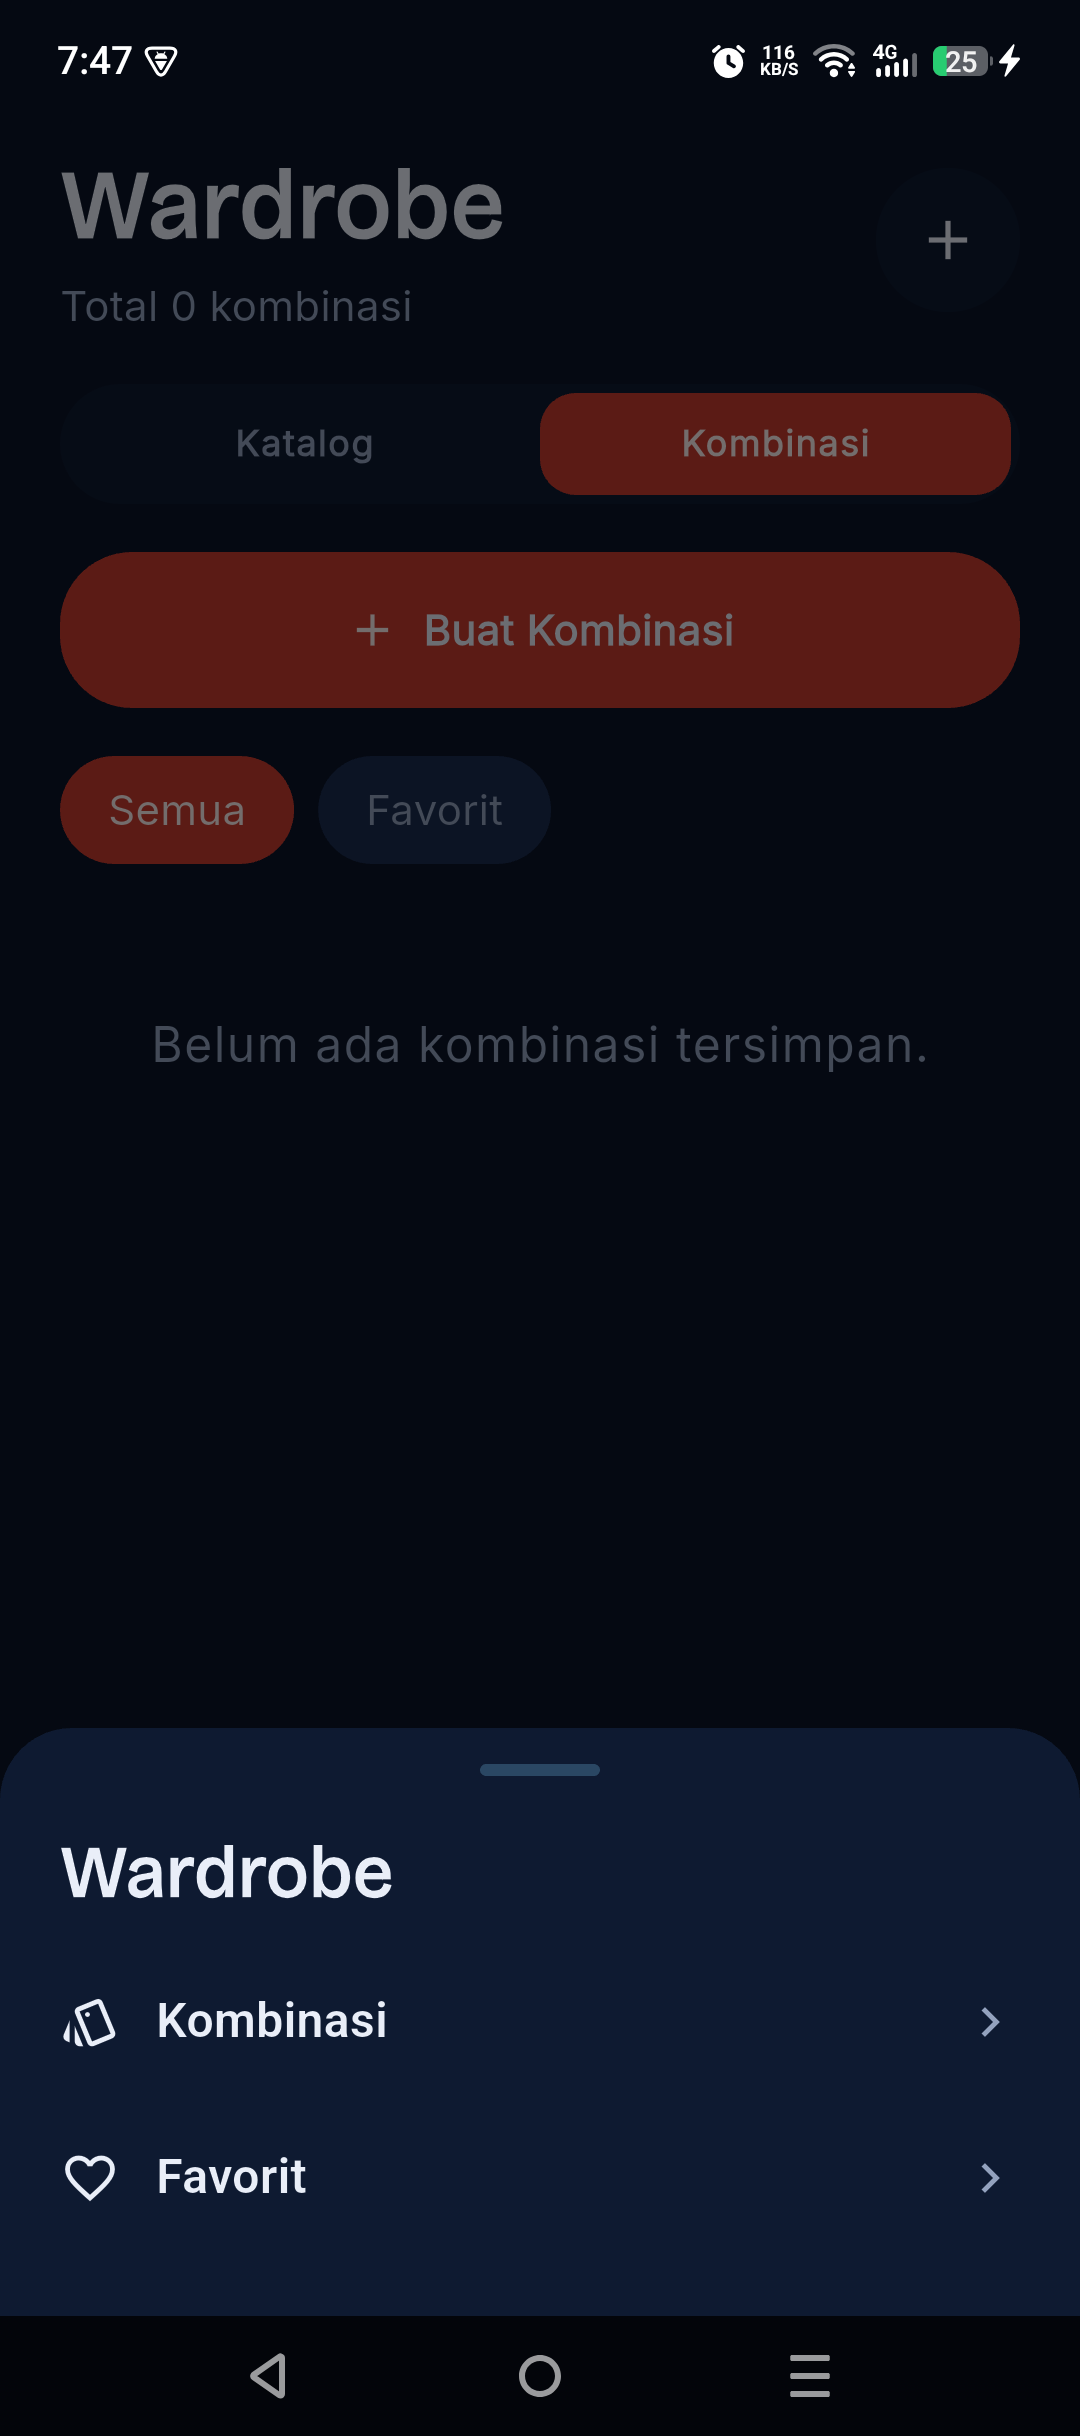 7:47
116
KB/S
4G
25
Wardrobe
Total 0 kombinasi
Katalog
Kombinasi
Buat Kombinasi
Semua
Favorit
Belum ada kombinasi tersimpan.
Wardrobe
Kombinasi
Favorit